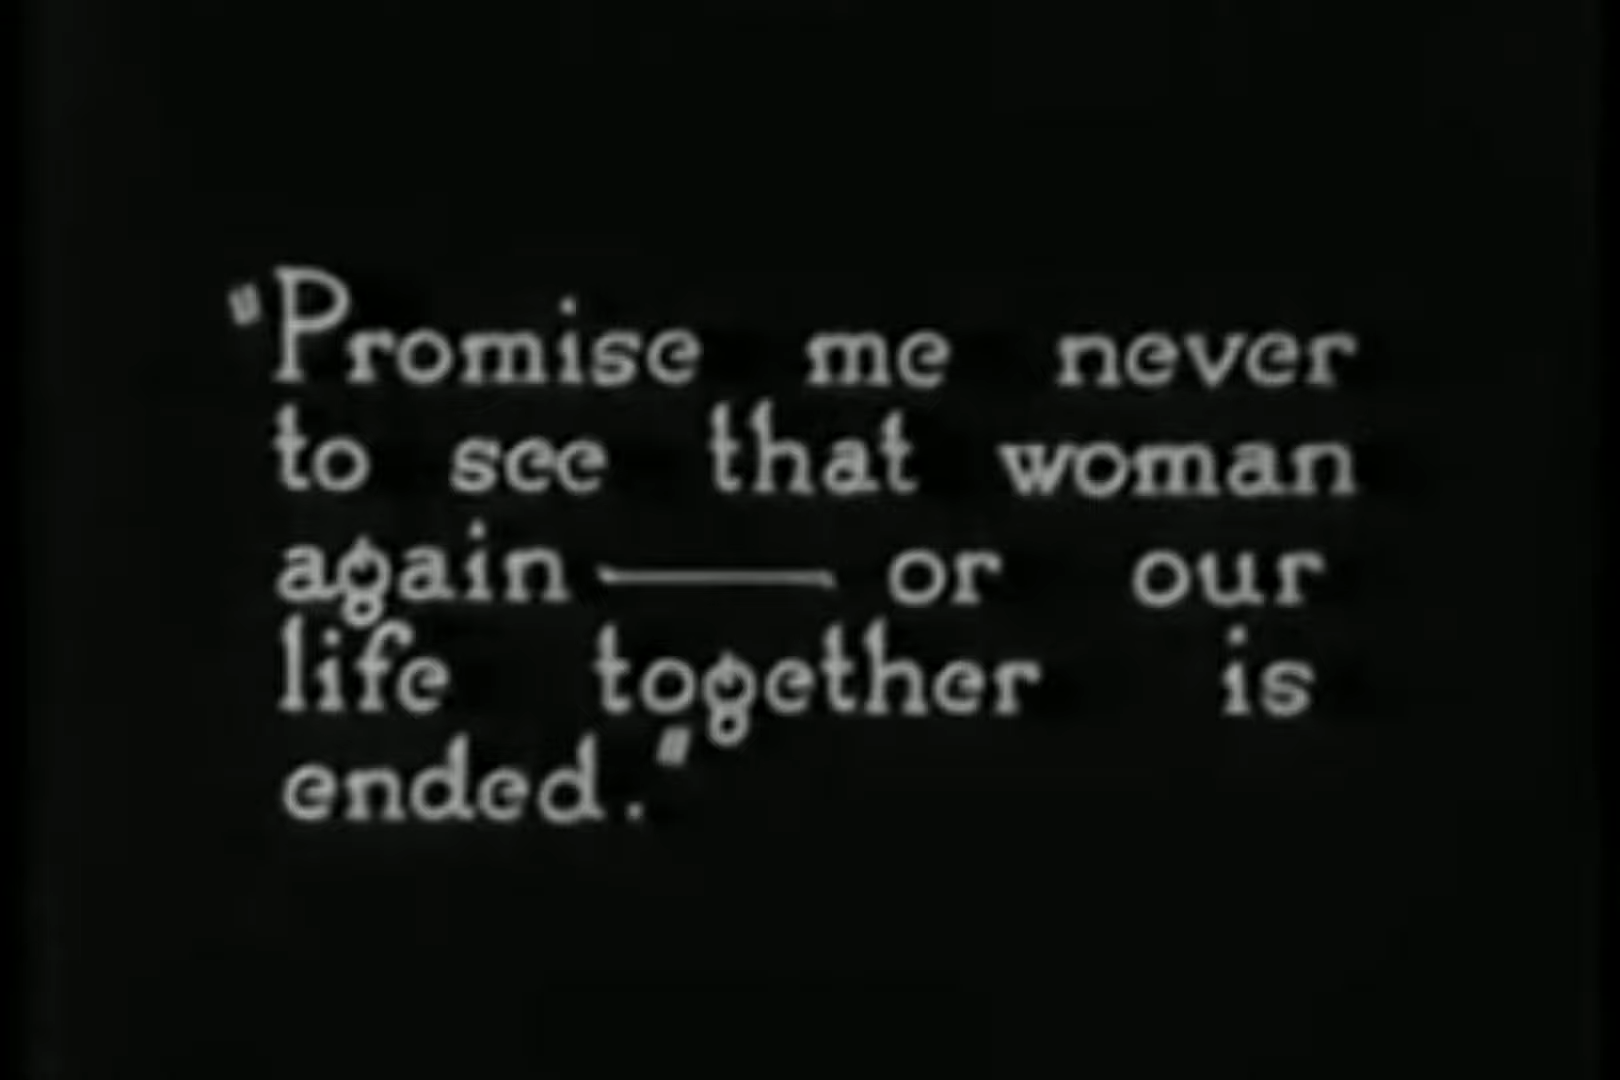 "Promise me never
to see that woman
again—— or our
life together is
ended."